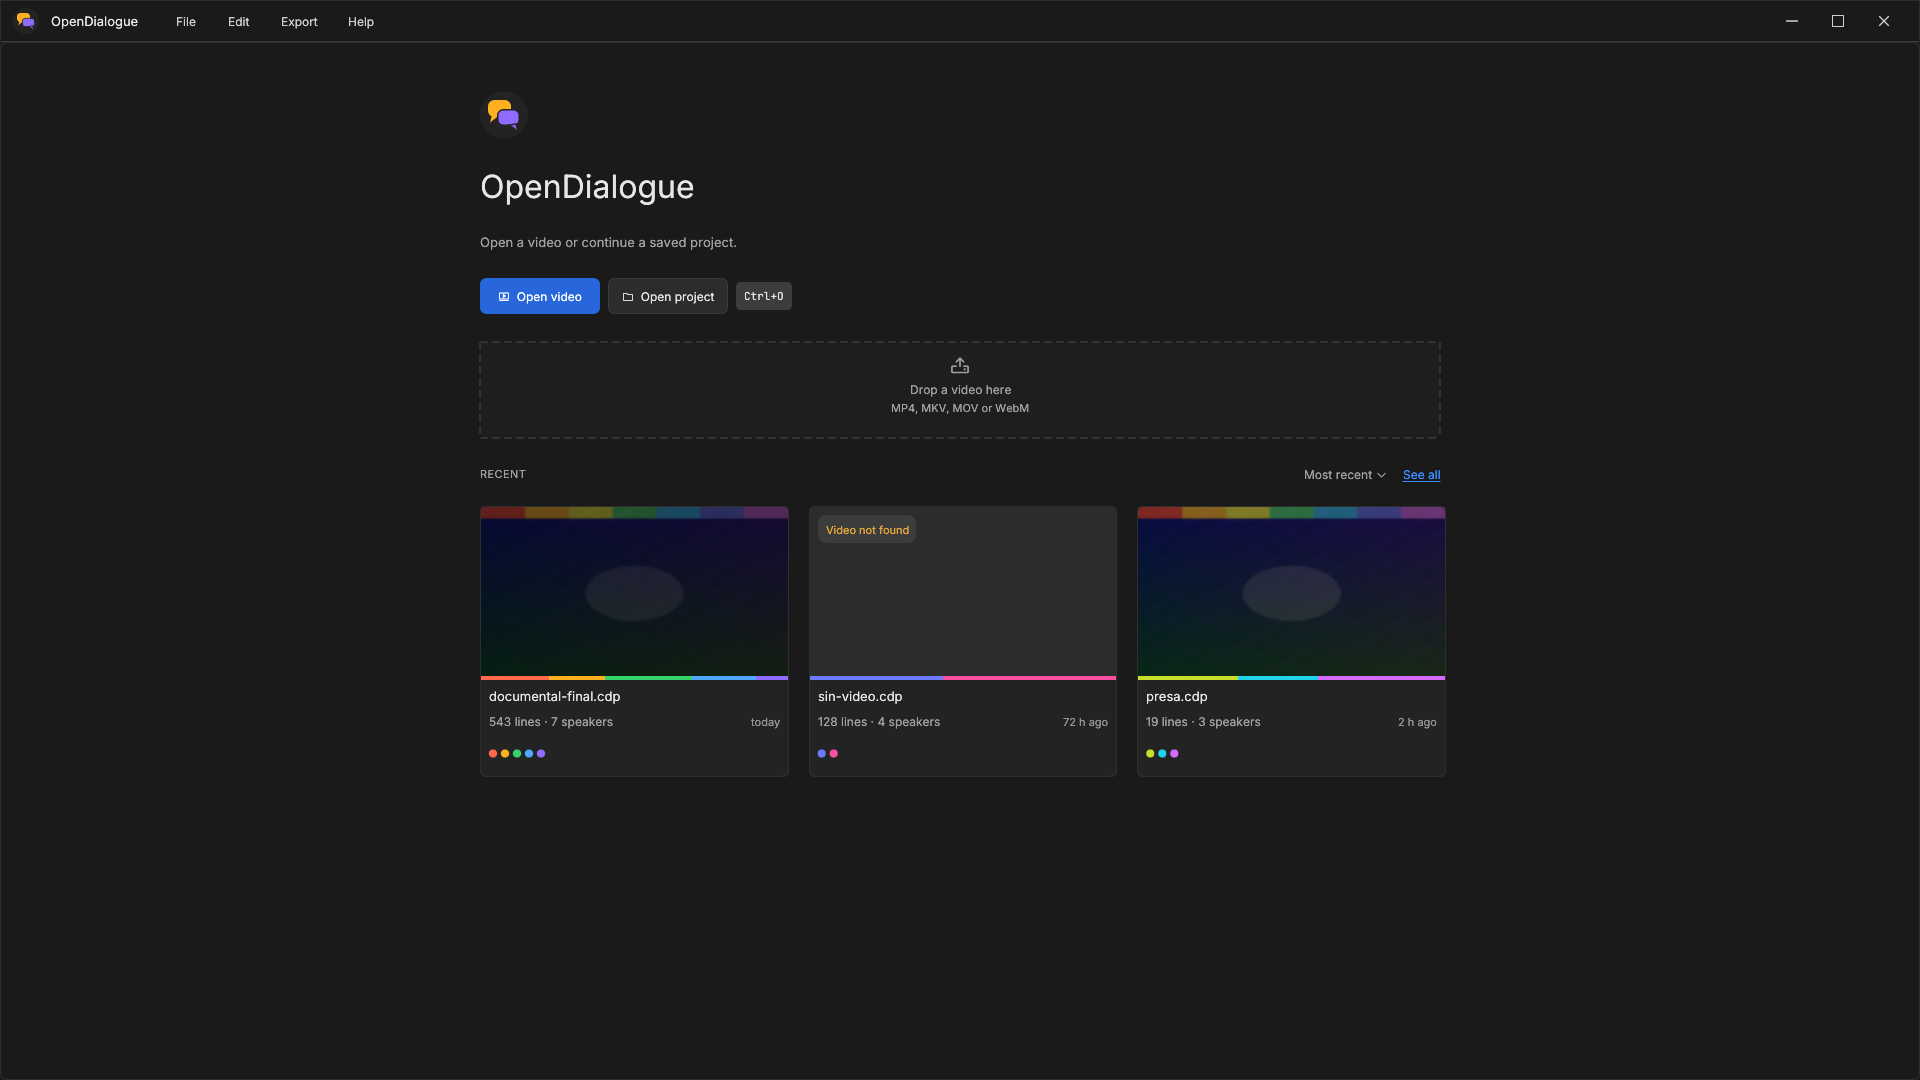 OpenDialogue File Edit Export Help
OpenDialogue
Open a video or continue a saved project.
Open video Open project Ctrl+O
Drop a video here
MP4, MKV, MOV or WebM
RECENT Most recent See all
Video not found
documental-final.cdp sin-video.cdp presa.cdp
543 lines · 7 speakers today 128 lines · 4 speakers 72 h ago 19 lines · 3 speakers 2 h ago